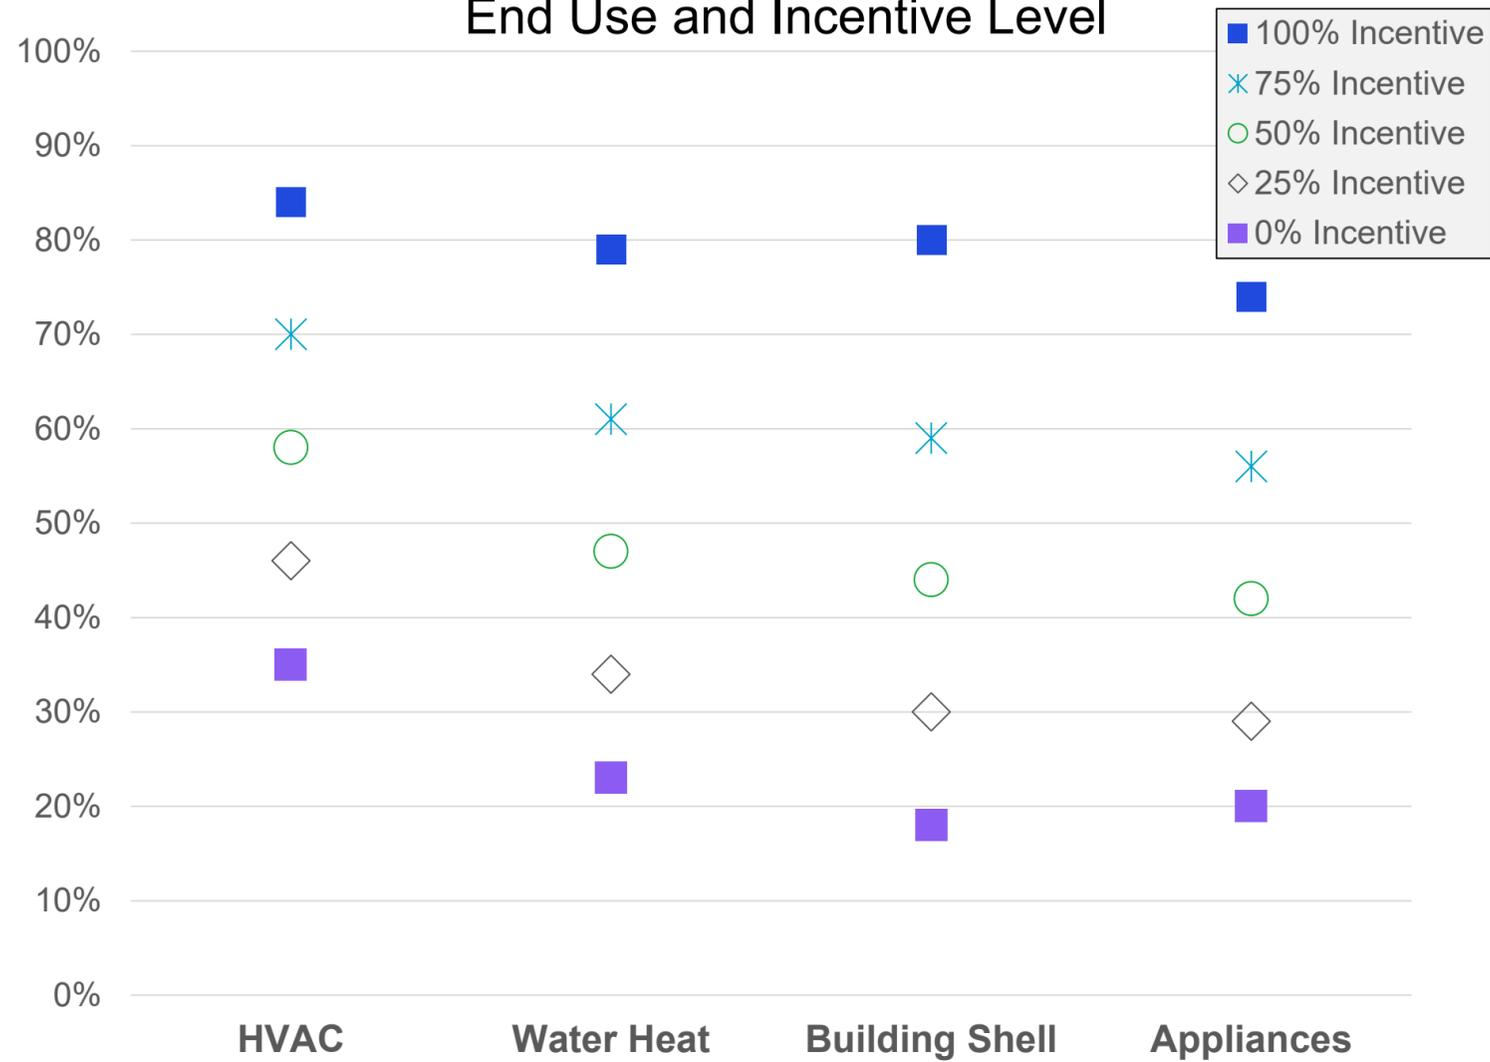 End Use and Incentive Level
100% Incentive
75% Incentive
50% Incentive
25% Incentive
0% Incentive
100%
90%
80%
70%
60%
50%
40%
30%
20%
10%
0%
HVAC
Water Heat
Building Shell
Appliances